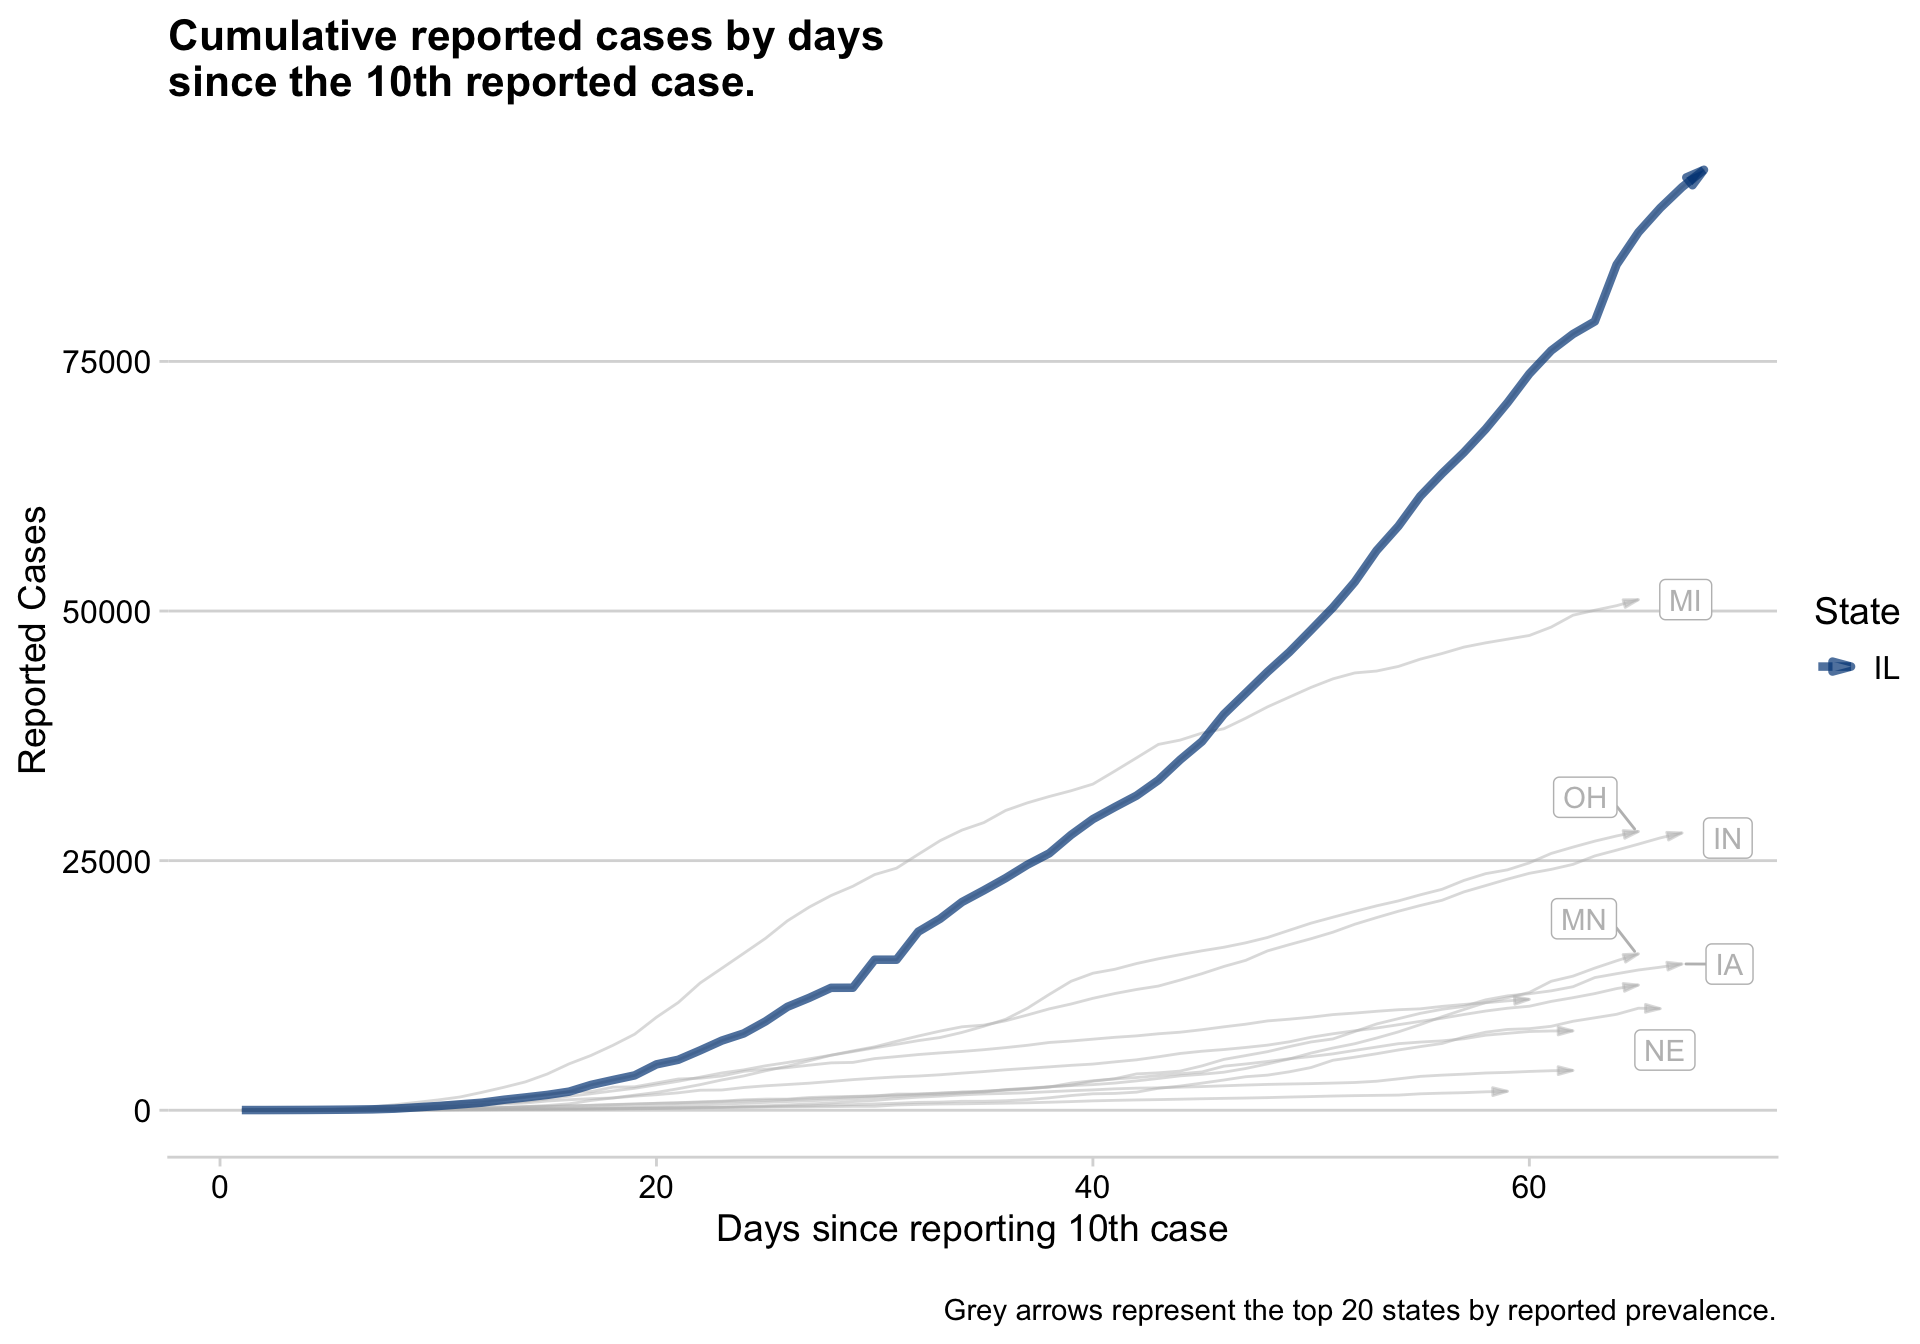 Cumulative reported cases by days
since the 10th reported case.
75000
50000
25000
0
Reported Cases
MI
OH
IN
MN
IA
NE
State
IL
0
20
40
60
Days since reporting 10th case
Grey arrows represent the top 20 states by reported prevalence.